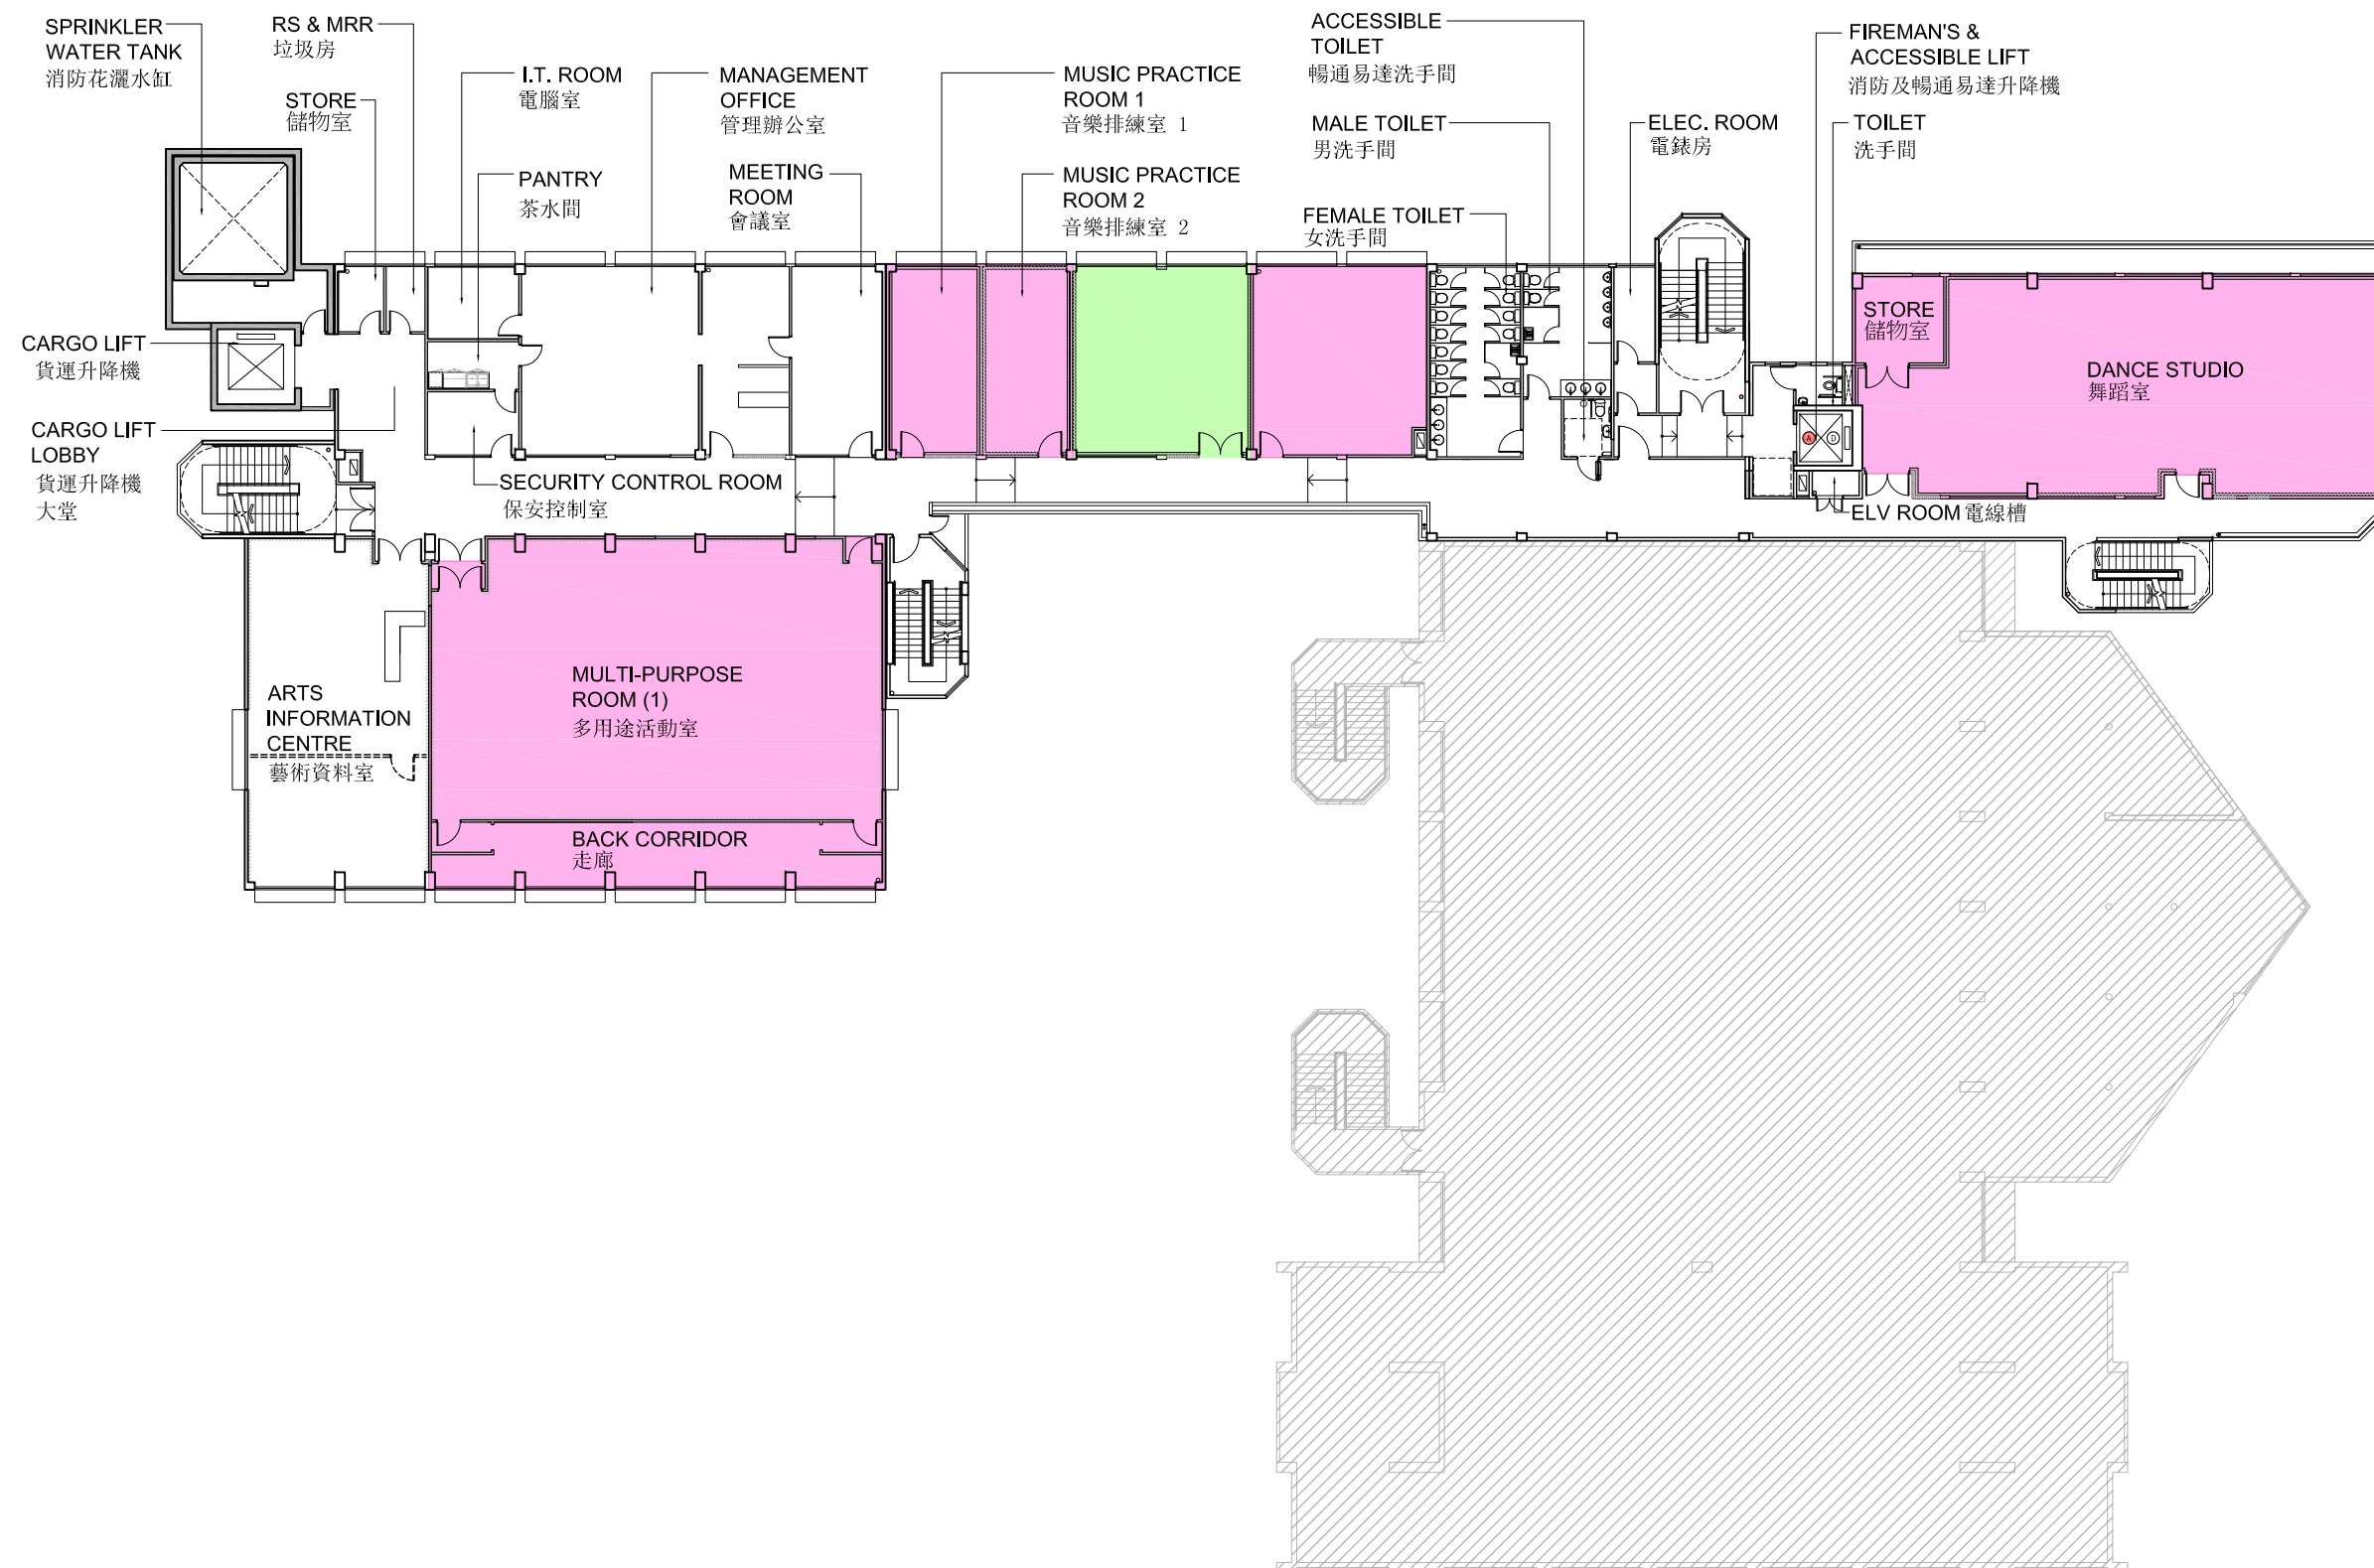 SPRINKLER
WATER TANK
消防花灑水缸
RS & MRR
垃圾房
STORE
儲物室
I.T. ROOM
電腦室
PANTRY
茶水間
MANAGEMENT
OFFICE
管理辦公室
MEETING
ROOM
會議室
MUSIC PRACTICE
ROOM 1
音樂排練室 1
MUSIC PRACTICE
ROOM 2
音樂排練室 2
ACCESSIBLE
TOILET
暢通易達洗手間
MALE TOILET
男洗手間
FEMALE TOILET
女洗手間
ELEC. ROOM
電錶房
FIREMAN'S &
ACCESSIBLE LIFT
消防及暢通易達升降機
TOILET
洗手間
CARGO LIFT
貨運升降機
CARGO LIFT
LOBBY
貨運升降機
大堂
SECURITY CONTROL ROOM
保安控制室
STORE
儲物室
DANCE STUDIO
舞蹈室
A
D
ELV ROOM 電線槽
ARTS
INFORMATION
CENTRE
藝術資料室
MULTI-PURPOSE
ROOM (1)
多用途活動室
BACK CORRIDOR
走廊